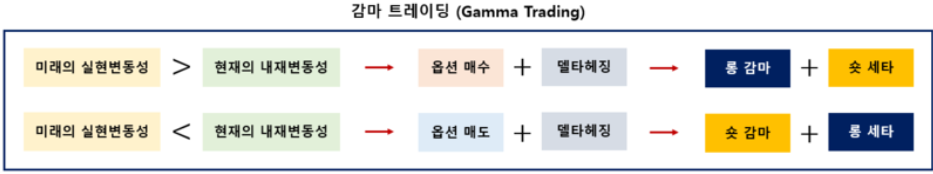 감마 트레이딩 (Gamma Trading)
미래의 실현변동성 > 현재의 내재변동성 → 옵션 매수 + 델타헤징 → 롱 감마 + 숏 세타
미래의 실현변동성 < 현재의 내재변동성 → 옵션 매도 + 델타헤징 → 숏 감마 + 롱 세타